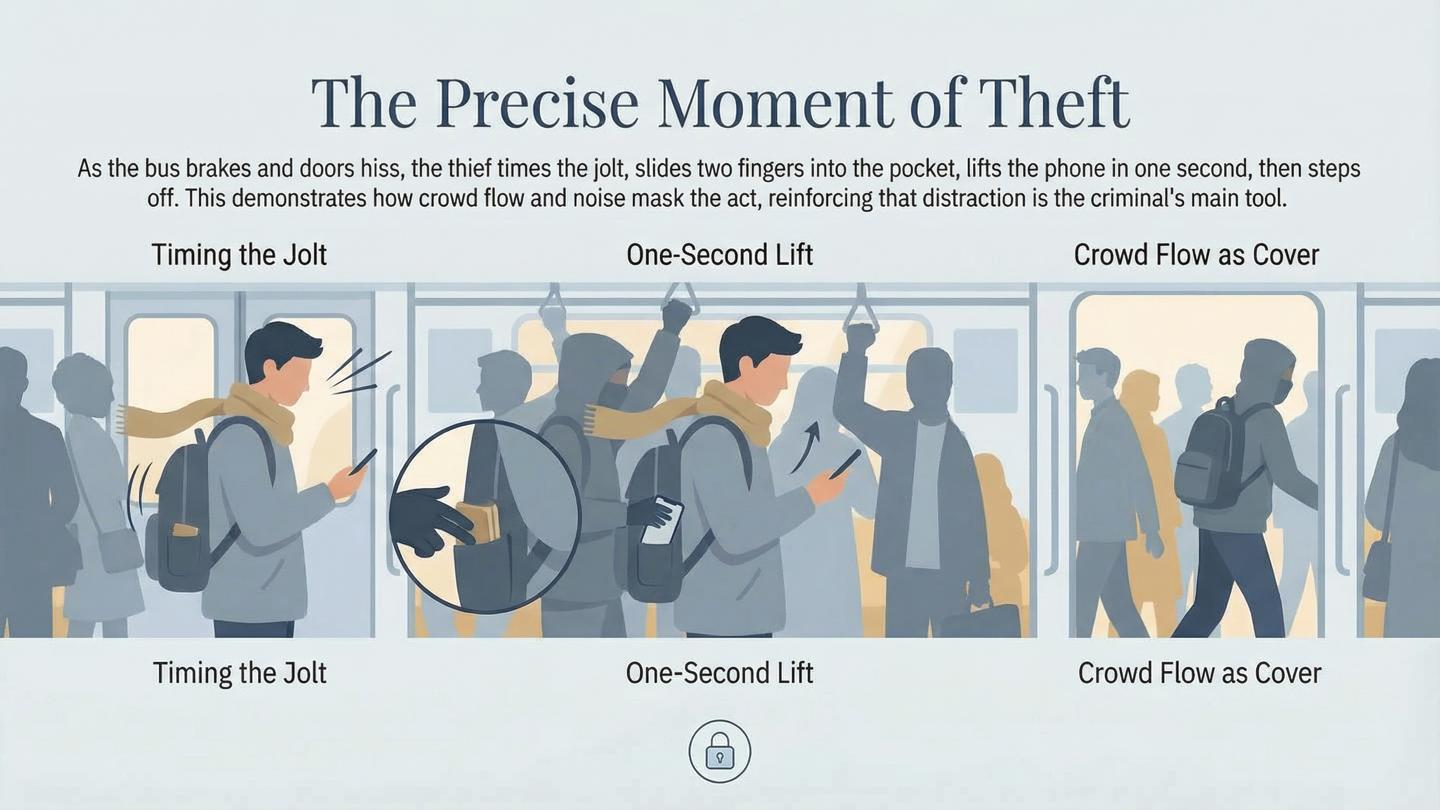 The Precise Moment of Theft
As the bus brakes and doors hiss, the thief times the jolt, slides two fingers into the pocket, lifts the phone in one second, then steps
off. This demonstrates how crowd flow and noise mask the act, reinforcing that distraction is the criminal's main tool.
Timing the Jolt
One-Second Lift
Crowd Flow as Cover
Timing the Jolt
One-Second Lift
Crowd Flow as Cover